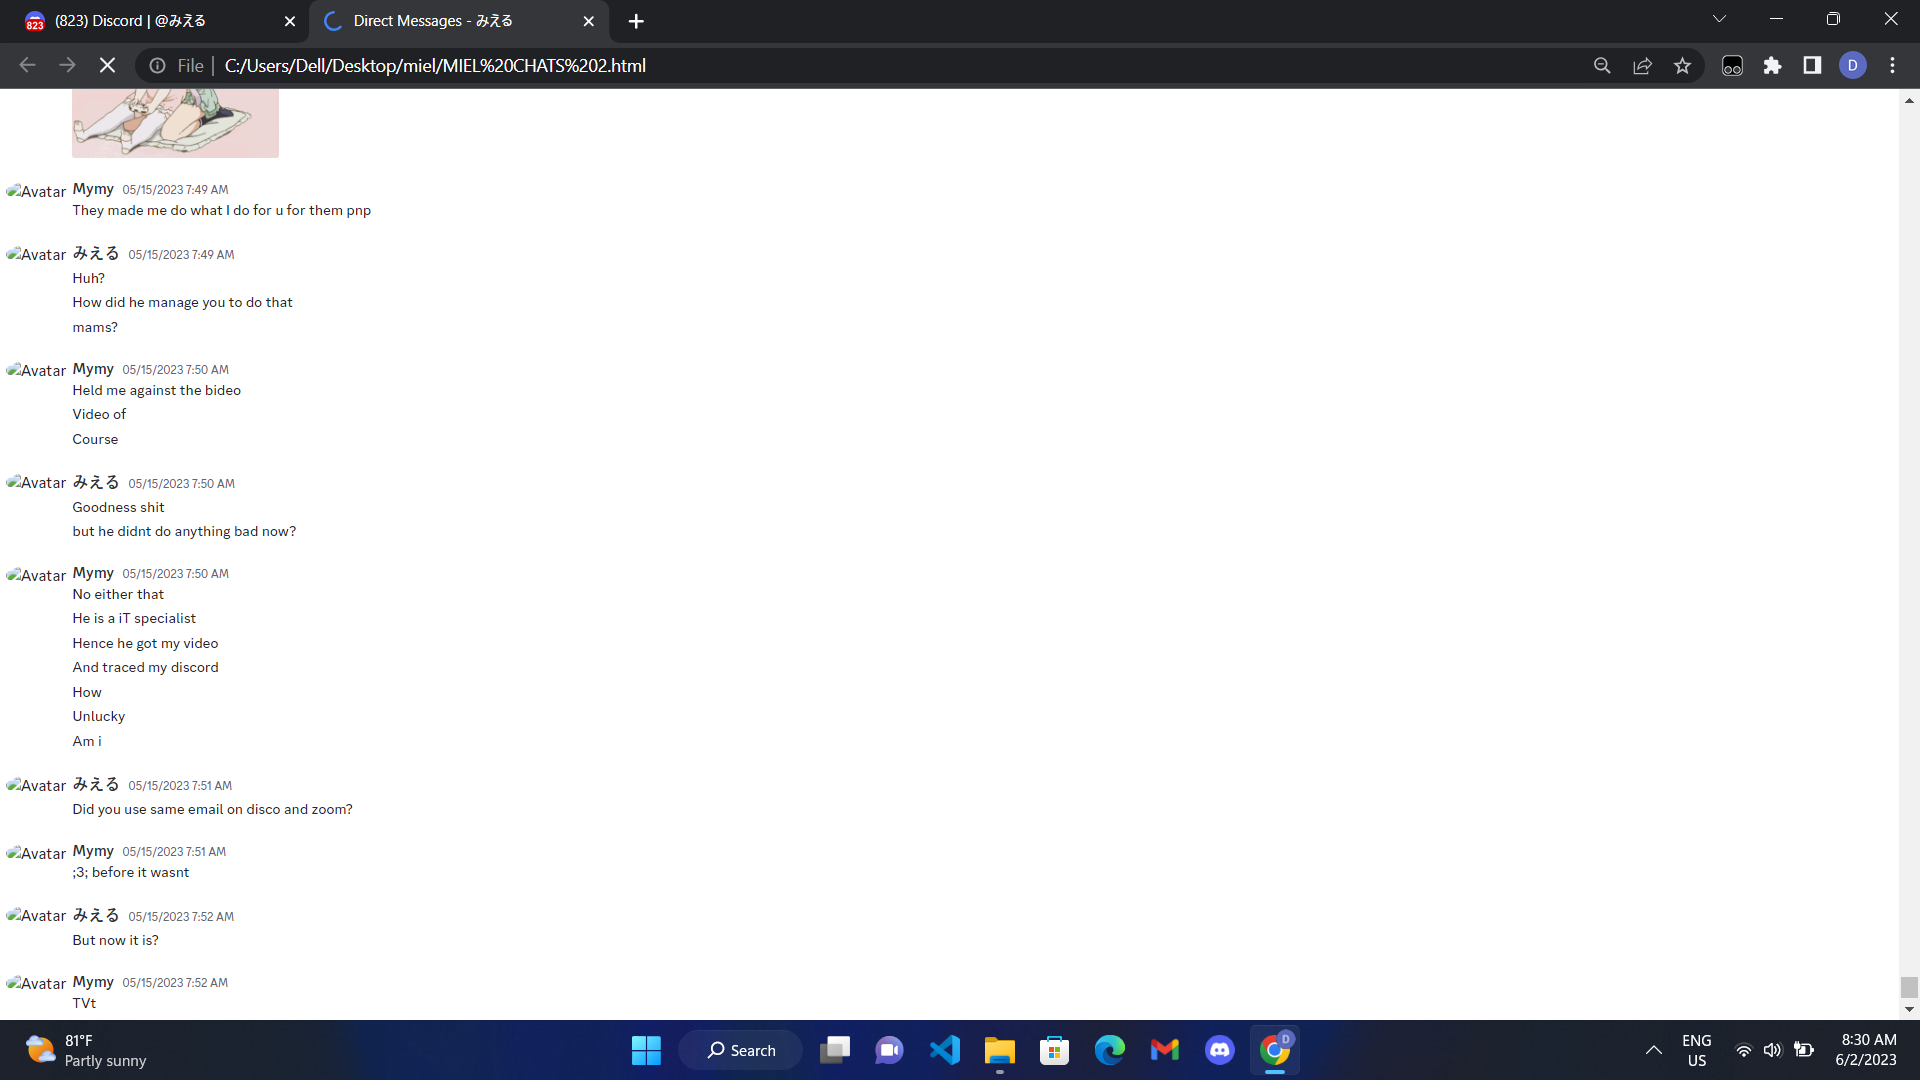 (823) Discord | @みえる
Direct Messages - みえる
File | C:/Users/Dell/Desktop/miel/MIEL%20CHATS%202.html
D
Avatar Mymy 05/15/2023 7:49 AM
They made me do what I do for u for them pnp
Avatar みえる 05/15/2023 7:49 AM
Huh?
How did he manage you to do that
mams?
Avatar Mymy 05/15/2023 7:50 AM
Held me against the bideo
Video of
Course
Avatar みえる 05/15/2023 7:50 AM
Goodness shit
but he didnt do anything bad now?
Avatar Mymy 05/15/2023 7:50 AM
No either that
He is a iT specialist
Hence he got my video
And traced my discord
How
Unlucky
Am i
Avatar みえる 05/15/2023 7:51 AM
Did you use same email on disco and zoom?
Avatar Mymy 05/15/2023 7:51 AM
;3; before it wasnt
Avatar みえる 05/15/2023 7:52 AM
But now it is?
Avatar Mymy 05/15/2023 7:52 AM
TVt
81°F
Partly sunny
Search
D
ENG
US
8:30 AM
6/2/2023